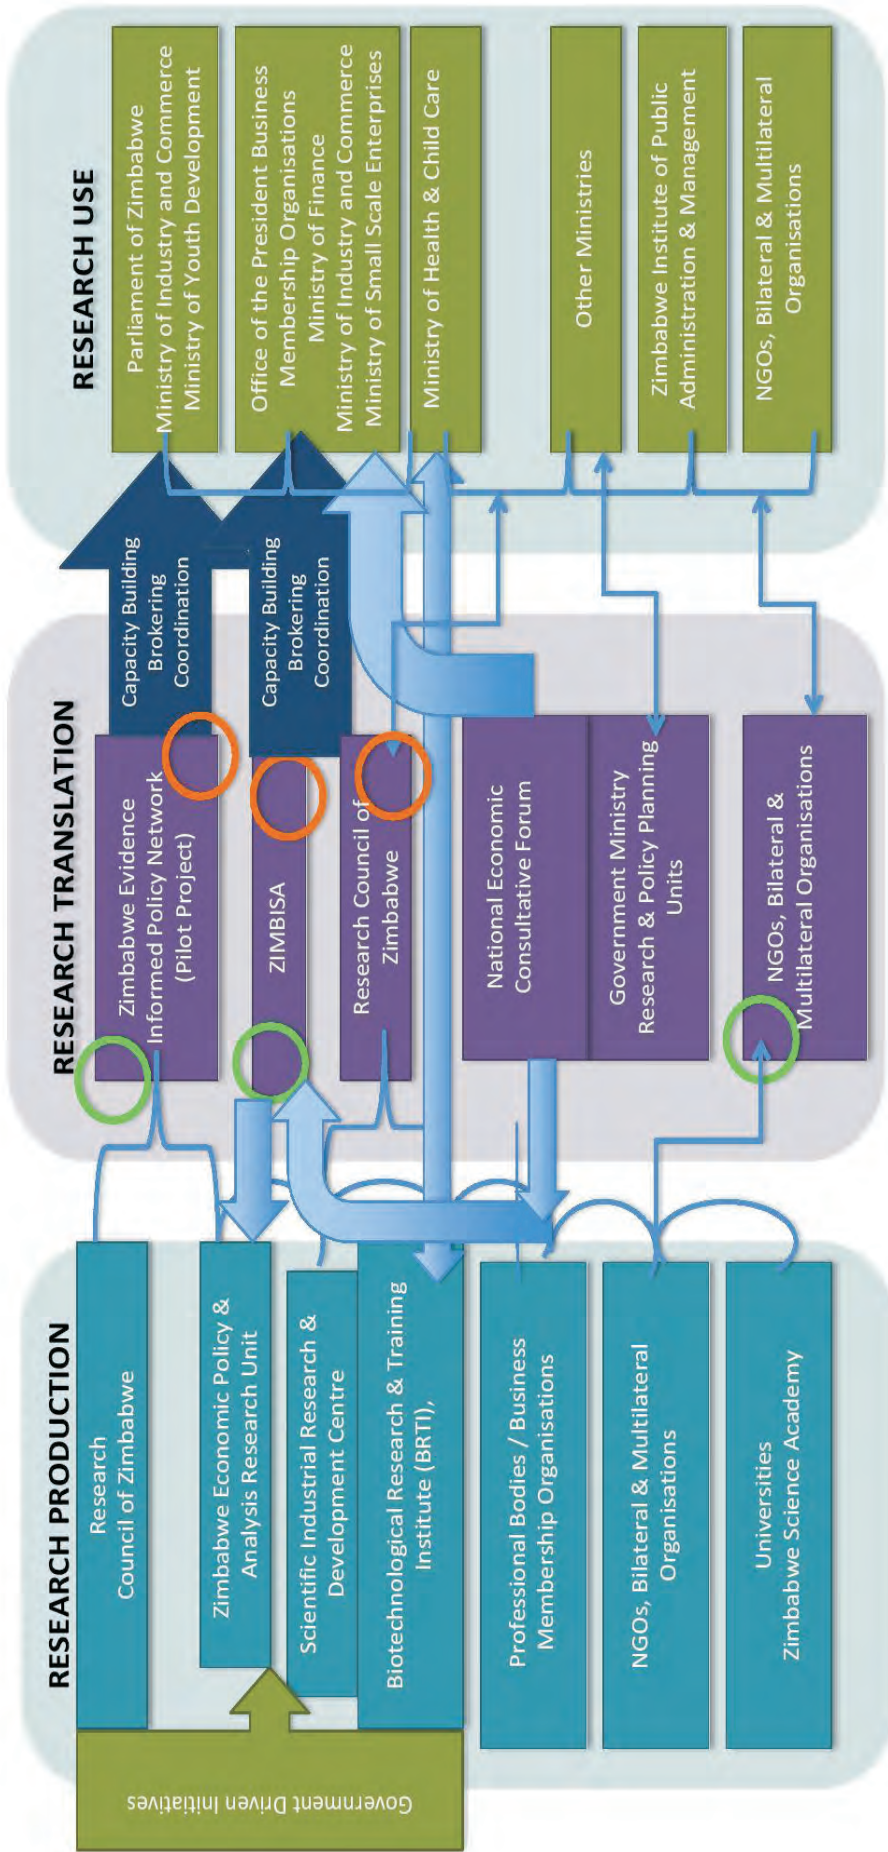 RESEARCH PRODUCTION
Government Driven Initiatives
Research
Council of Zimbabwe
Zimbabwe Economic Policy &
Analysis Research Unit
Scientific Industrial Research &
Development Centre
Biotechnological Research & Training
Institute (BRTI),
Professional Bodies / Business
Membership Organisations
NGOs, Bilateral & Multilateral
Organisations
Universities
Zimbabwe Science Academy
RESEARCH TRANSLATION
Zimbabwe Evidence
Informed Policy Network
(Pilot Project)
ZIMBISA
Research Council of
Zimbabwe
National Economic
Consultative Forum
Government Ministry
Research & Policy Planning
Units
NGOs, Bilateral &
Multilateral Organisations
Capacity Building
Brokering
Coordination
Capacity Building
Brokering
Coordination
RESEARCH USE
Parliament of Zimbabwe
Ministry of Industry and Commerce
Ministry of Youth Development
Office of the President Business
Membership Organisations
Ministry of Finance
Ministry of Industry and Commerce
Ministry of Small Scale Enterprises
Ministry of Health & Child Care
Other Ministries
Zimbabwe Institute of Public
Administration & Management
NGOs, Bilateral & Multilateral
Organisations